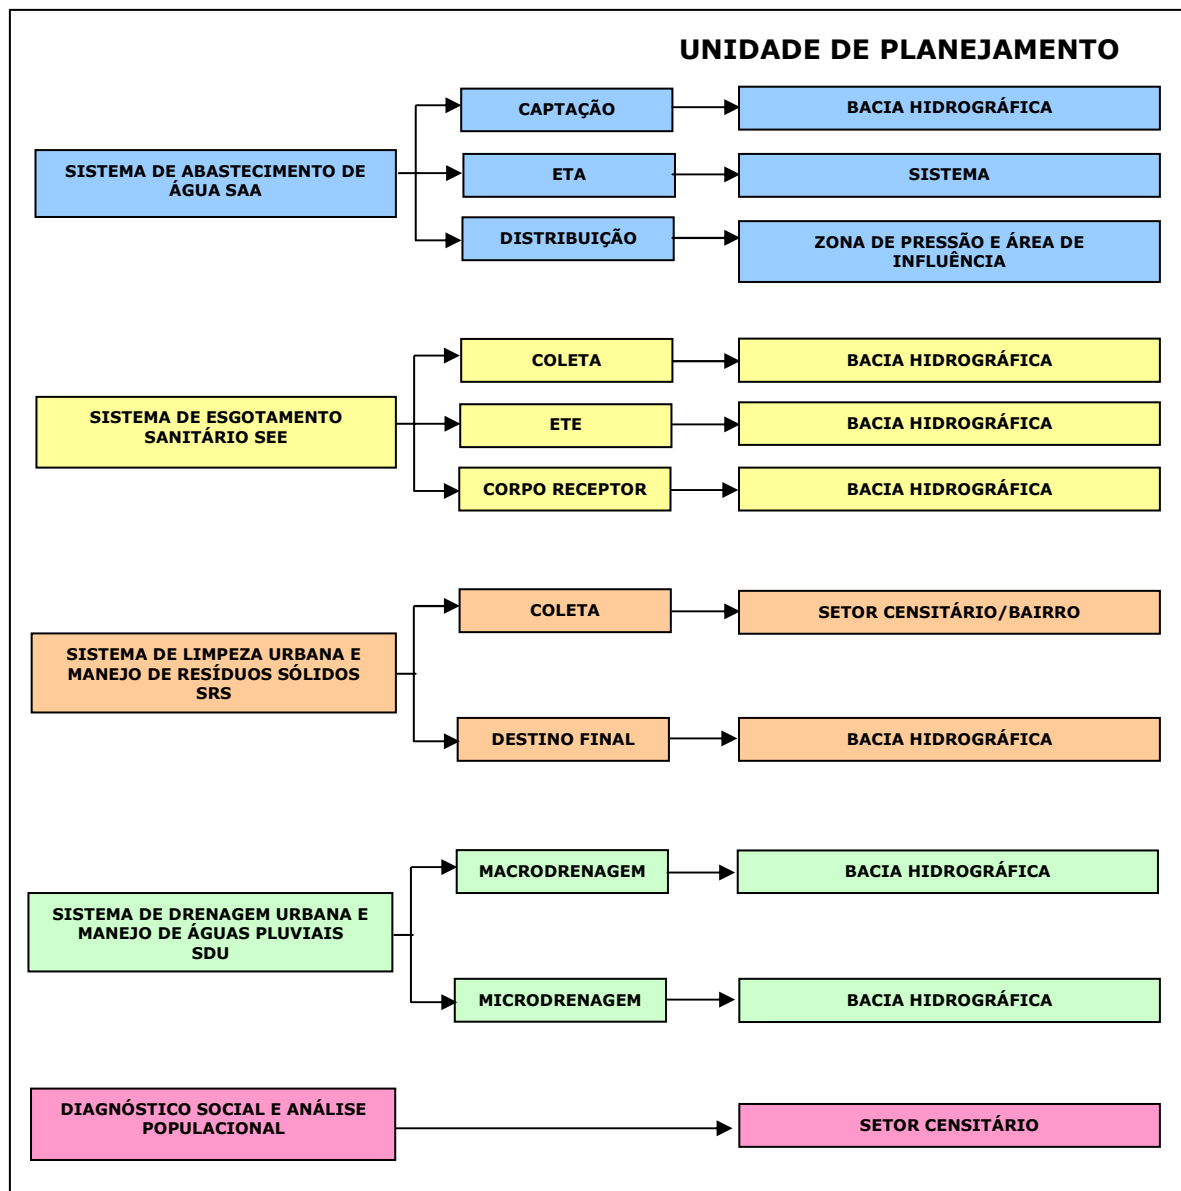 UNIDADE DE PLANEJAMENTO
CAPTAÇÃO
BACIA HIDROGRÁFICA
SISTEMA DE ABASTECIMENTO DE
ÁGUA SAA
ETA
SISTEMA
DISTRIBUIÇÃO
ZONA DE PRESSÃO E ÁREA DE
INFLUÊNCIA
COLETA
BACIA HIDROGRÁFICA
SISTEMA DE ESGOTAMENTO
SANITÁRIO SEE
ETE
BACIA HIDROGRÁFICA
CORPO RECEPTOR
BACIA HIDROGRÁFICA
COLETA
SETOR CENSITÁRIO/BAIRRO
SISTEMA DE LIMPEZA URBANA E
MANEJO DE RESÍDUOS SÓLIDOS
SRS
DESTINO FINAL
BACIA HIDROGRÁFICA
MACRODRENAGEM
BACIA HIDROGRÁFICA
SISTEMA DE DRENAGEM URBANA E
MANEJO DE ÁGUAS PLUVIAIS
SDU
MICRODRENAGEM
BACIA HIDROGRÁFICA
DIAGNÓSTICO SOCIAL E ANÁLISE
POPULACIONAL
SETOR CENSITÁRIO